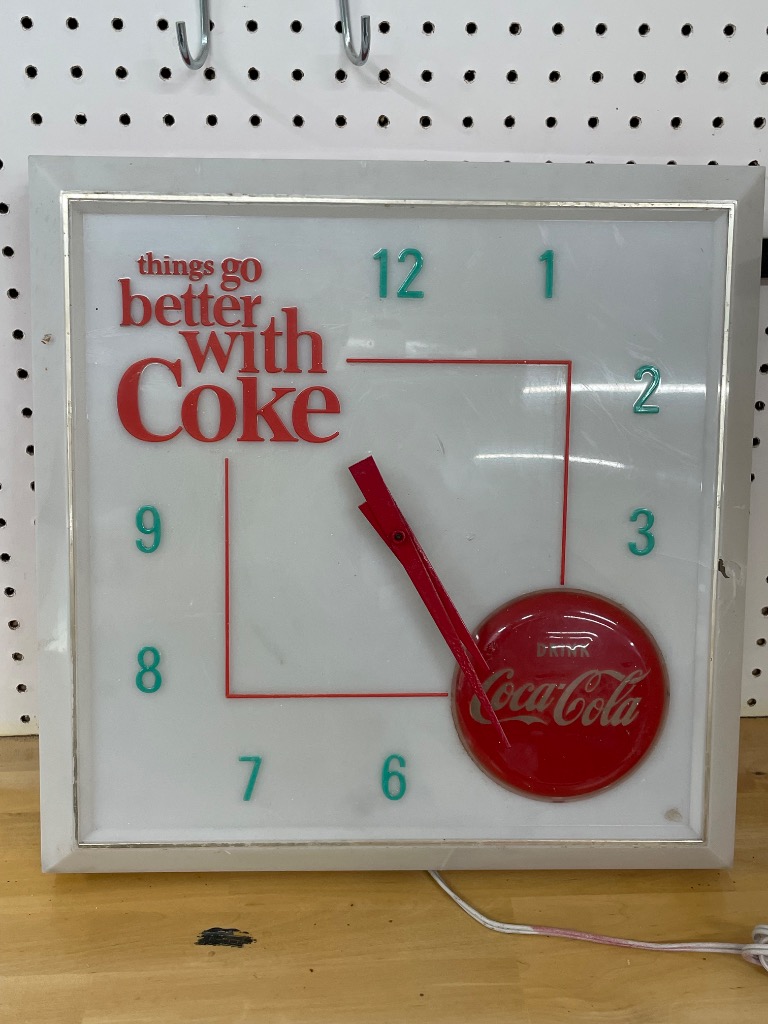 things go
better
with
Coke
12
1
2
3
6
7
8
9
DRINK
Coca-Cola